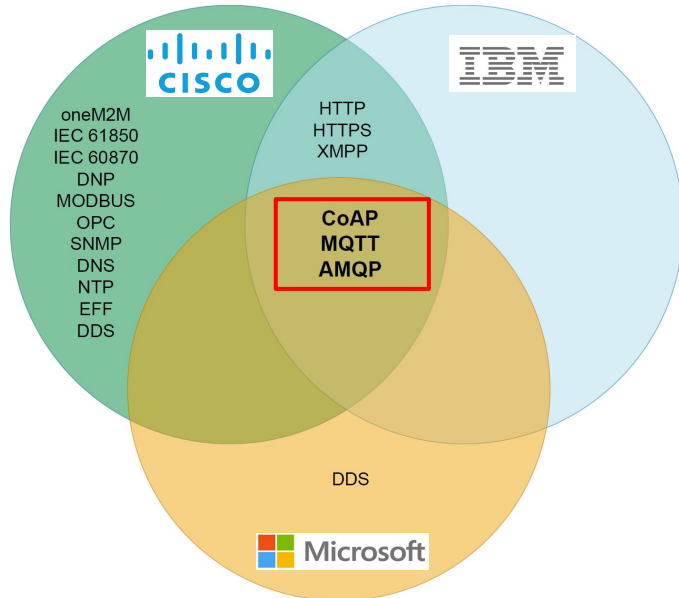 CISCO
IBM
oneM2M
IEC 61850
IEC 60870
DNP
MODBUS
OPC
SNMP
DNS
NTP
EFF
DDS
HTTP
HTTPS
XMPP
CoAP
MQTT
AMQP
DDS
Microsoft